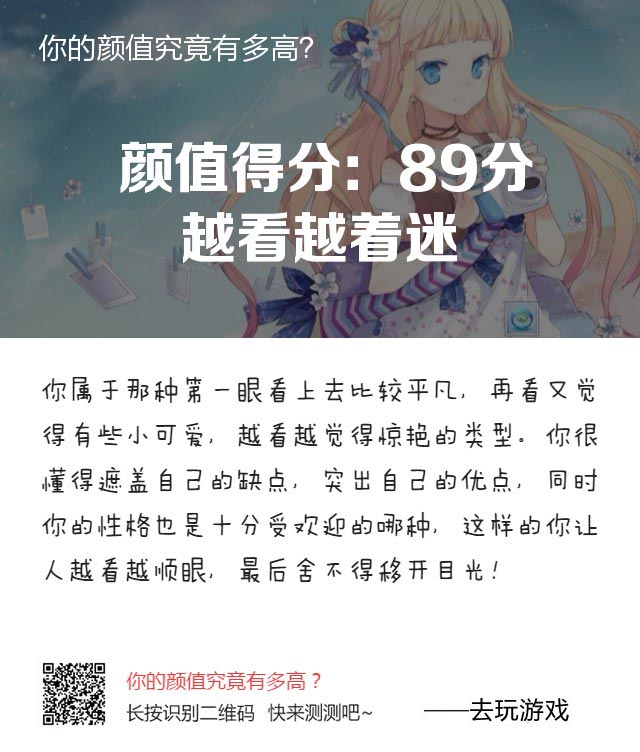 你的颜值究竟有多高?
颜值得分: 89分
越看越着迷
你属于那种第一眼看上去比较平凡, 再看又觉
得有些小可爱, 越看越觉得惊艳的类型。你很
懂得遮盖自己的缺点, 突出自己的优点, 同时
你的性格也是十分受欢迎的哪种, 这样的你让
人越看越顺眼, 最后舍不得移开目光!
你的颜值究竟有多高?
长按识别二维码 快来测测吧~
——去玩游戏